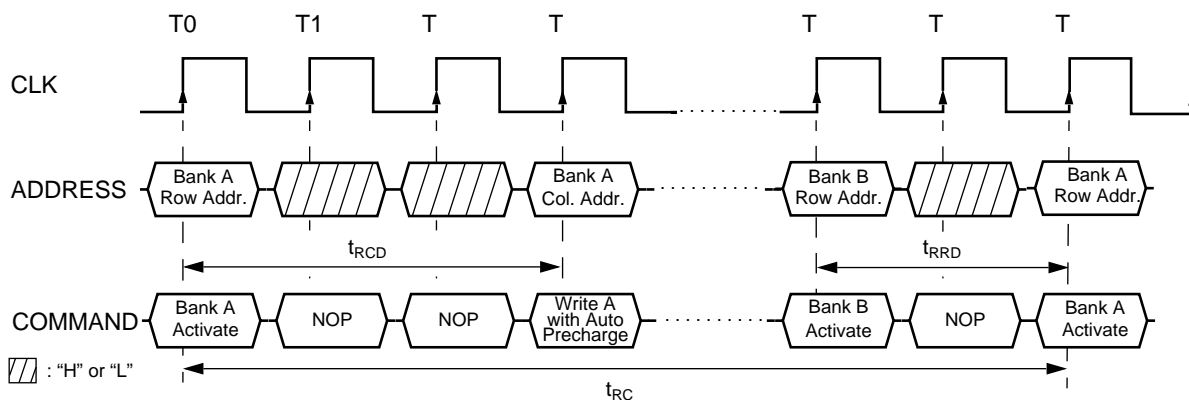 T0 T1 T T T T T
CLK
ADDRESS
Bank A
Row Addr.
Bank A
Col. Addr.
Bank B
Row Addr.
Bank A
Row Addr.
tRCD
tRRD
COMMAND
Bank A
Activate
NOP
NOP
Write A
with Auto
Precharge
Bank B
Activate
NOP
Bank A
Activate
: “H” or “L”
tRC